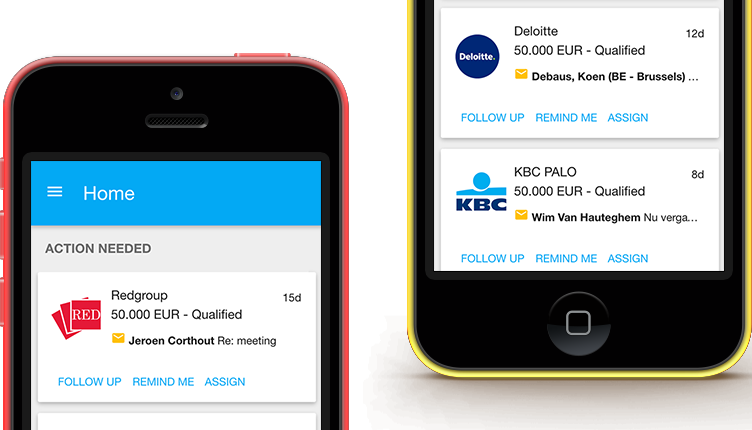 Home
ACTION NEEDED
RED
Redgroup
15d
50.000 EUR - Qualified
Jeroen Corthout Re: meeting
FOLLOW UP REMIND ME ASSIGN
Deloitte.
Deloitte
12d
50.000 EUR - Qualified
Debaus, Koen (BE - Brussels) ...
FOLLOW UP REMIND ME ASSIGN
KBC
KBC PALO
8d
50.000 EUR - Qualified
Wim Van Hauteghem Nu verga...
FOLLOW UP REMIND ME ASSIGN